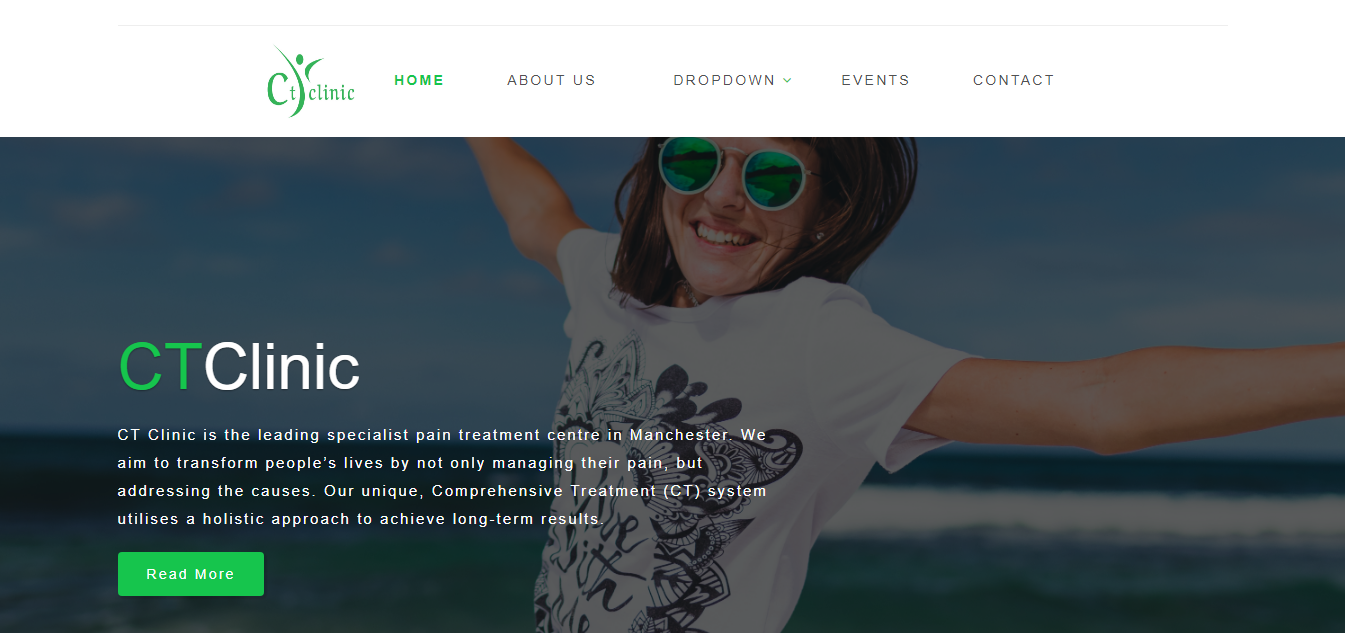 Ct clinic
HOME
ABOUT US
DROPDOWN
EVENTS
CONTACT
CTClinic
CT Clinic is the leading specialist pain treatment centre in Manchester. We
aim to transform people’s lives by not only managing their pain, but
addressing the causes. Our unique, Comprehensive Treatment (CT) system
utilises a holistic approach to achieve long-term results.
Read More